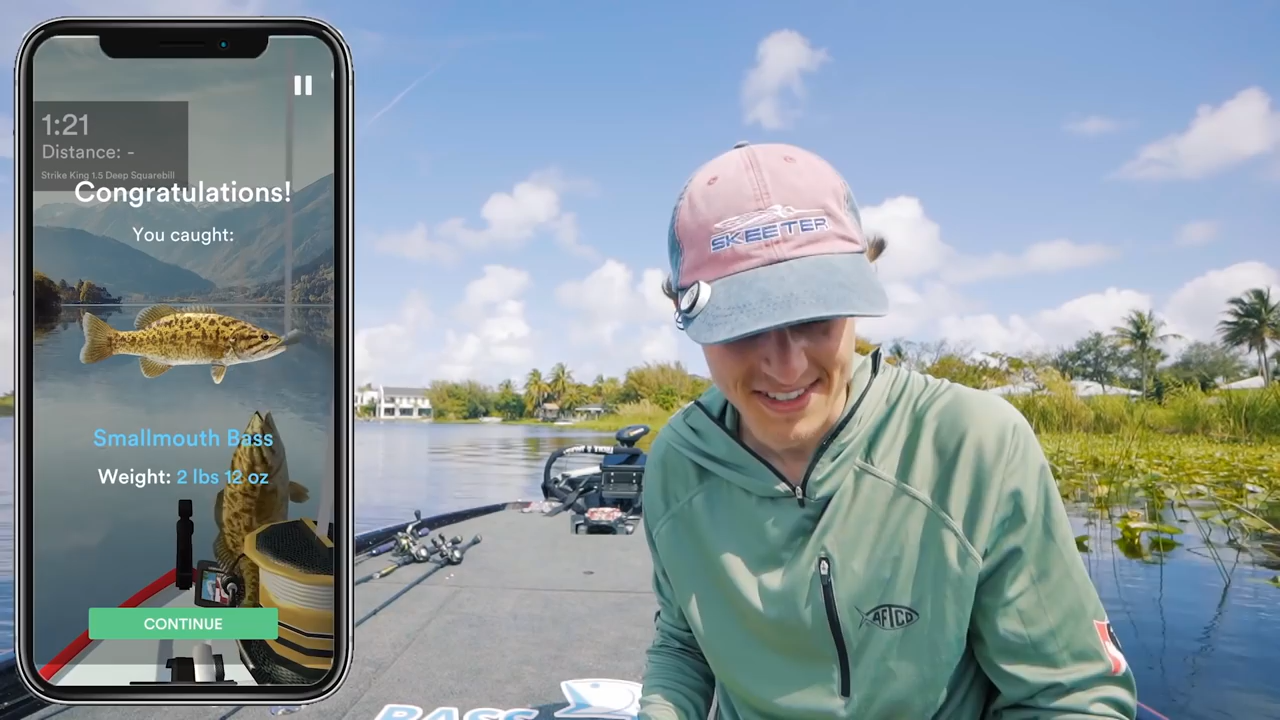 1:21
Distance: -
Strike King 1.5 Deep Squarebill
Congratulations!
You caught:
Smallmouth Bass
Weight: 2 lbs 12 oz
CONTINUE
SKEETER
AFTCO
BASS